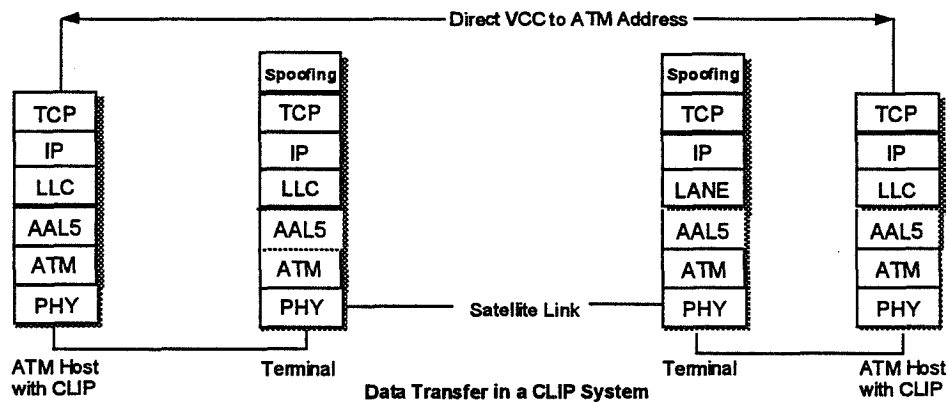 Direct VCC to ATM Address
TCP
IP
LLC
AAL5
ATM
PHY
ATM Host
with CLIP
Spoofing
TCP
IP
LLC
AAL5
ATM
PHY
Terminal
Satellite Link
Spoofing
TCP
IP
LANE
AAL5
ATM
PHY
Terminal
TCP
IP
LLC
AAL5
ATM
PHY
ATM Host
with CLIP
Data Transfer in a CLIP System